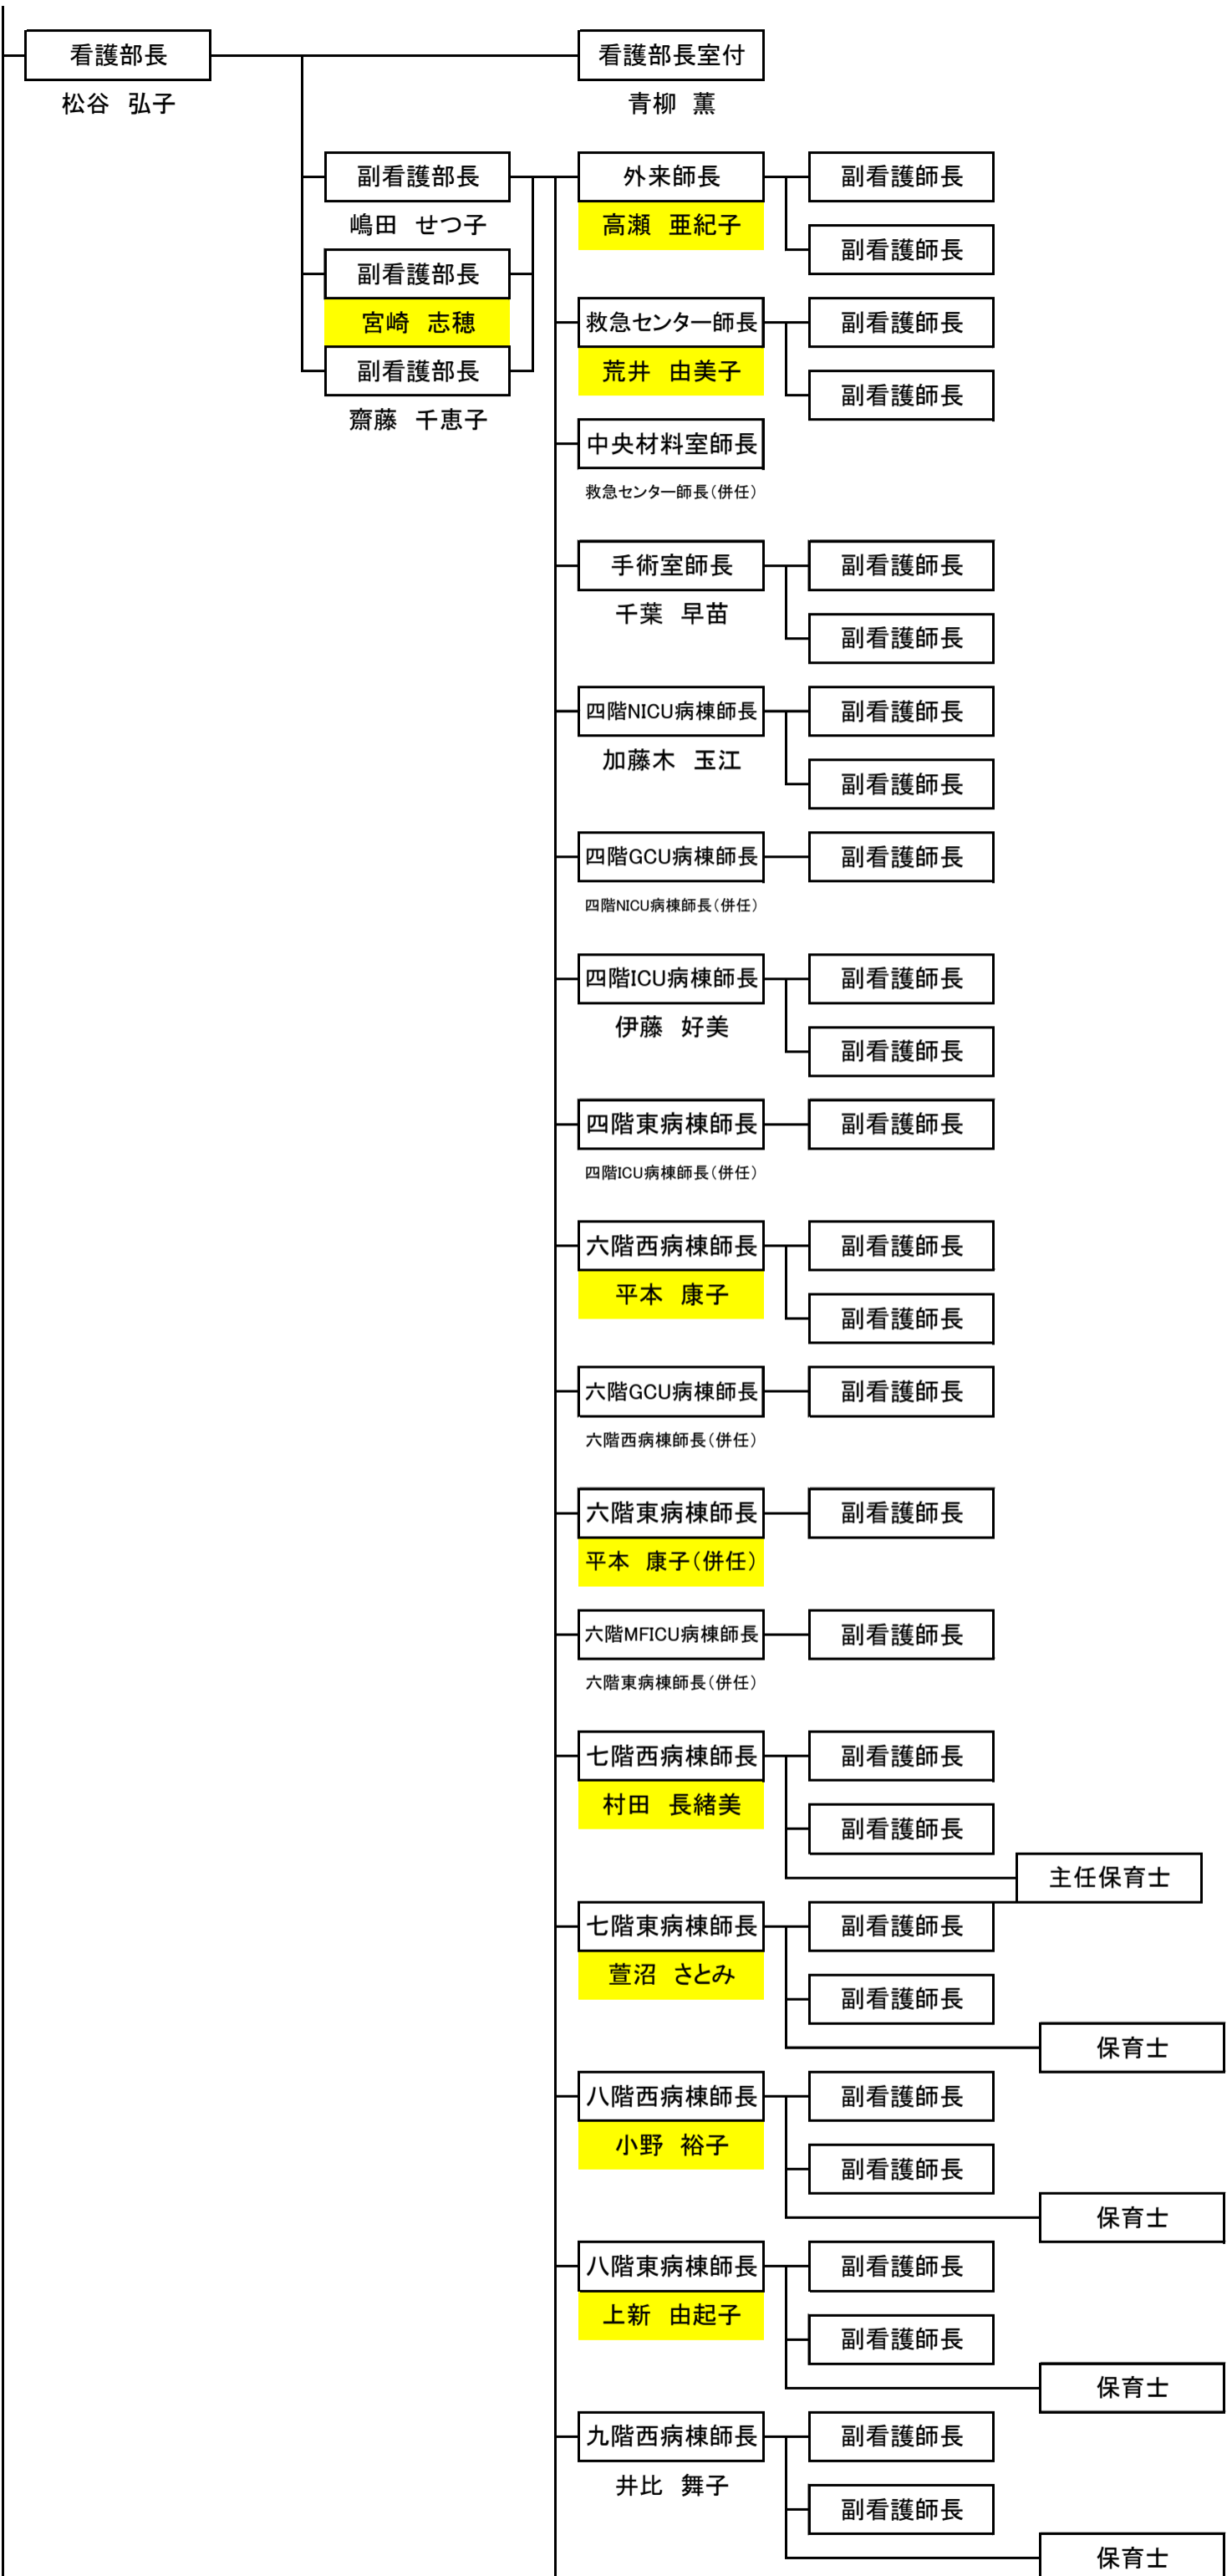 看護部長
看護部長室付
松谷　弘子
青柳　薫
副看護部長
外来師長
副看護師長
嶋田　せつ子
高瀬　亜紀子
副看護部長
副看護師長
宮崎　志穂
救急センター師長
副看護師長
荒井　由美子
副看護部長
副看護師長
齋藤　千恵子
中央材料室師長
救急センター師長（併任）
手術室師長
副看護師長
千葉　早苗
副看護師長
四階NICU病棟師長
副看護師長
加藤木　玉江
副看護師長
四階GCU病棟師長
副看護師長
四階NICU病棟師長（併任）
四階ICU病棟師長
副看護師長
伊藤　好美
副看護師長
四階東病棟師長
副看護師長
四階ICU病棟師長（併任）
六階西病棟師長
副看護師長
平本　康子
副看護師長
六階GCU病棟師長
副看護師長
六階西病棟師長（併任）
六階東病棟師長
副看護師長
平本　康子（併任）
六階MFICU病棟師長
副看護師長
六階東病棟師長（併任）
七階西病棟師長
副看護師長
村田　長緒美
副看護師長
主任保育士
七階東病棟師長
副看護師長
萱沼　さとみ
副看護師長
保育士
八階西病棟師長
副看護師長
小野　裕子
副看護師長
保育士
八階東病棟師長
副看護師長
上新　由起子
副看護師長
保育士
九階西病棟師長
副看護師長
井比　舞子
副看護師長
保育士